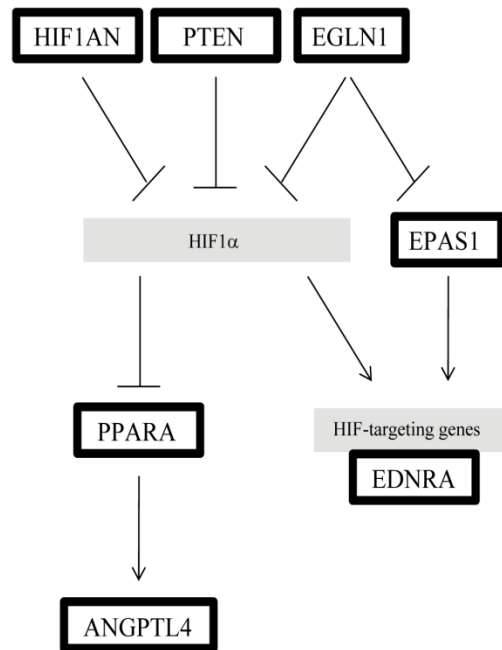 HIF1AN PTEN EGLN1
HIF1α EPAS1
PPARA HIF-targeting genes
EDNRA
ANGPTL4